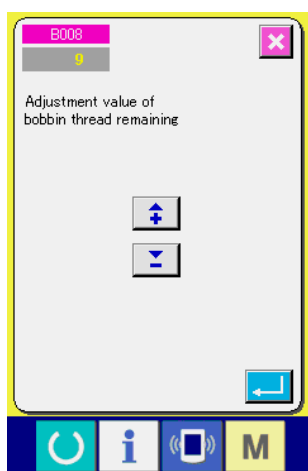 B008
9
Adjustment value of
bobbin thread remaining
i
M